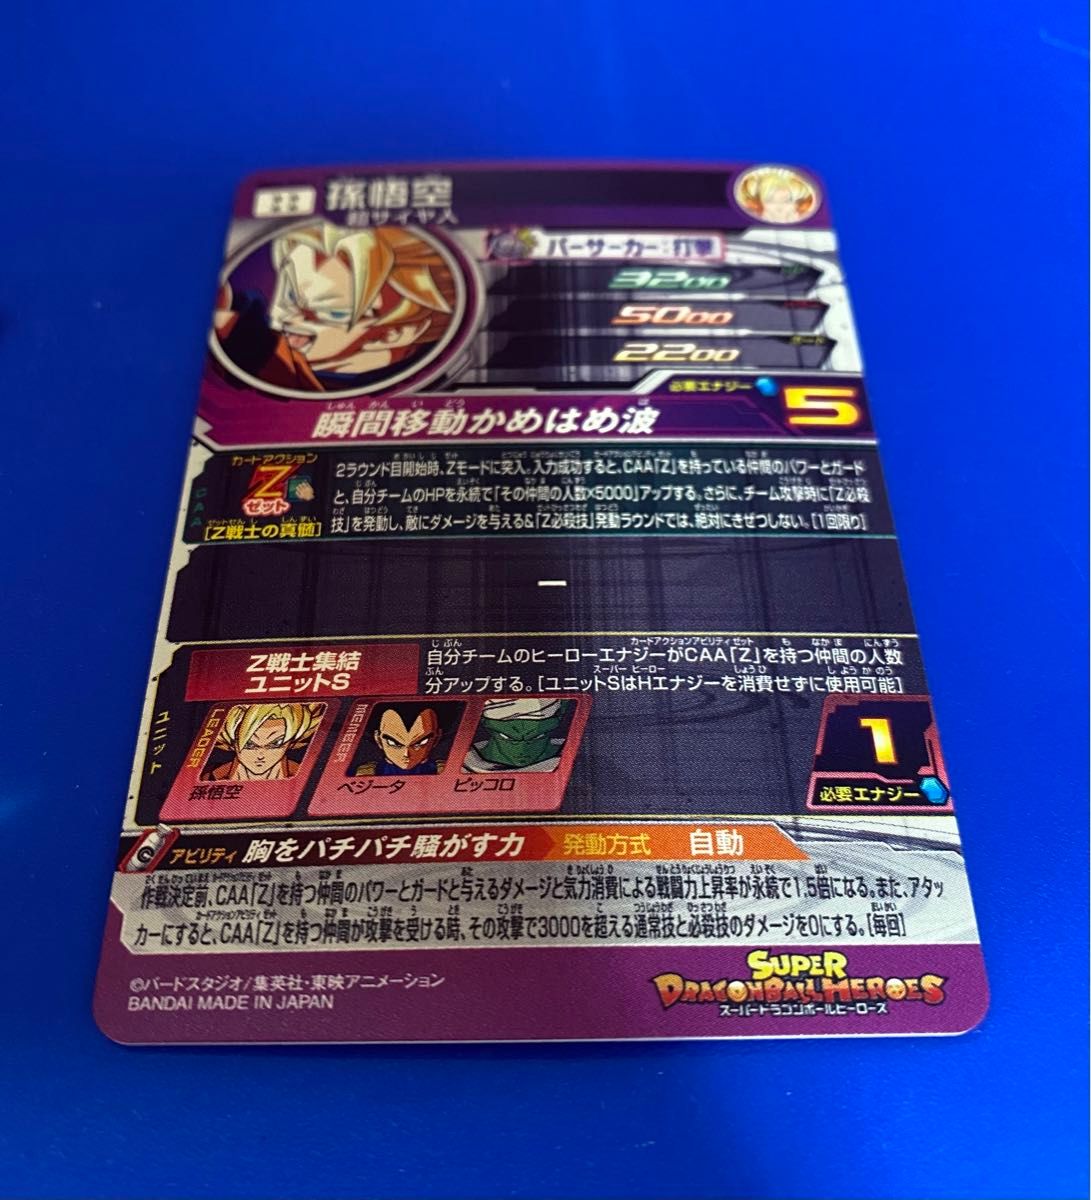 孫悟空
超サイヤ人
バーサーカー:打撃
3200
5000
2200
ガード
必要エナジー
5
しゅん かん い どう は
瞬間移動かめはめ波
カードアクション
Z
ゼット
CAA
[Z戦士の真髄]
2ラウンド目開始時、Zモードに突入。入力成功すると、CAA「Z」を持っている仲間のパワーとガード
と、自分チームのHPを永続で「その仲間の人数×5000」アップする。さらに、チーム攻撃時に「Z必殺
技」を発動し、敵にダメージを与える&「Z必殺技」発動ラウンドでは、絶対にきぜつしない。[1回限り]
ー
Z戦士集結
ユニットS
自分チームのヒーローエナジーがCAA「Z」を持つ仲間の人数
分アップする。[ユニットSはHエナジーを消費せずに使用可能]
ユニット
LEADER
孫悟空
MEMBER
ベジータ
ピッコロ
1
必要エナジー
アビリティ 胸をパチパチ騒がす力 発動方式 自動
作戦決定前、CAA「Z」を持つ仲間のパワーとガードと与えるダメージと気力消費による戦闘力上昇率が永続で1.5倍になる。また、アタッ
カーにすると、CAA「Z」を持つ仲間が攻撃を受ける時、その攻撃で3000を超える通常技と必殺技のダメージを0にする。[毎回]
©バードスタジオ/集英社・東映アニメーション
BANDAI MADE IN JAPAN
SUPER
DRAGONBALL HEROES
スーパードラゴンボールヒーローズ